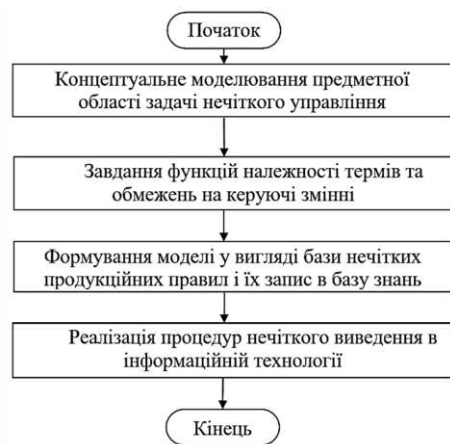 Початок
Концептуальне моделювання предметної
області задачі нечіткого управління
Завдання функцій належності термів та
обмежень на керуючі змінні
Формування моделі у вигляді бази нечітких
продукційних правил і їх запис в базу знань
Реалізація процедур нечіткого виведення в
інформаційній технології
Кінець